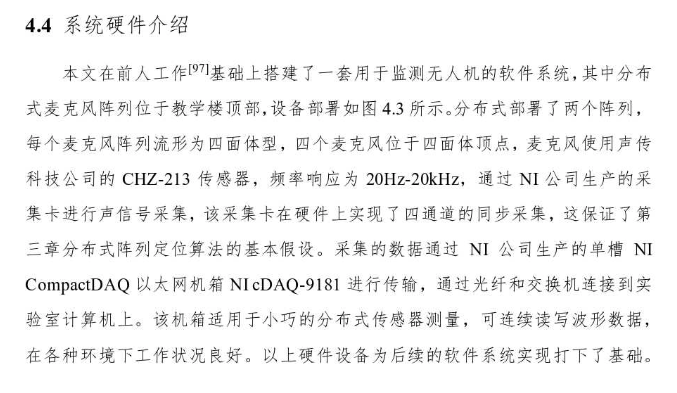 4.4 系统硬件介绍
本文在前人工作[97]基础上搭建了一套用于监测无人机的软件系统，其中分布
式麦克风阵列位于教学楼顶部，设备部署如图 4.3 所示。分布式部署了两个阵列，
每个麦克风阵列流形为四面体型，四个麦克风位于四面体顶点，麦克风使用声传
科技公司的 CHZ-213 传感器，频率响应为 20Hz-20kHz，通过 NI 公司生产的采
集卡进行声信号采集，该采集卡在硬件上实现了四通道的同步采集，这保证了第
三章分布式阵列定位算法的基本假设。采集的数据通过 NI 公司生产的单槽 NI
CompactDAQ 以太网机箱 NI cDAQ-9181 进行传输，通过光纤和交换机连接到实
验室计算机上。该机箱适用于小巧的分布式传感器测量，可连续读写波形数据，
在各种环境下工作状况良好。以上硬件设备为后续的软件系统实现打下了基础。